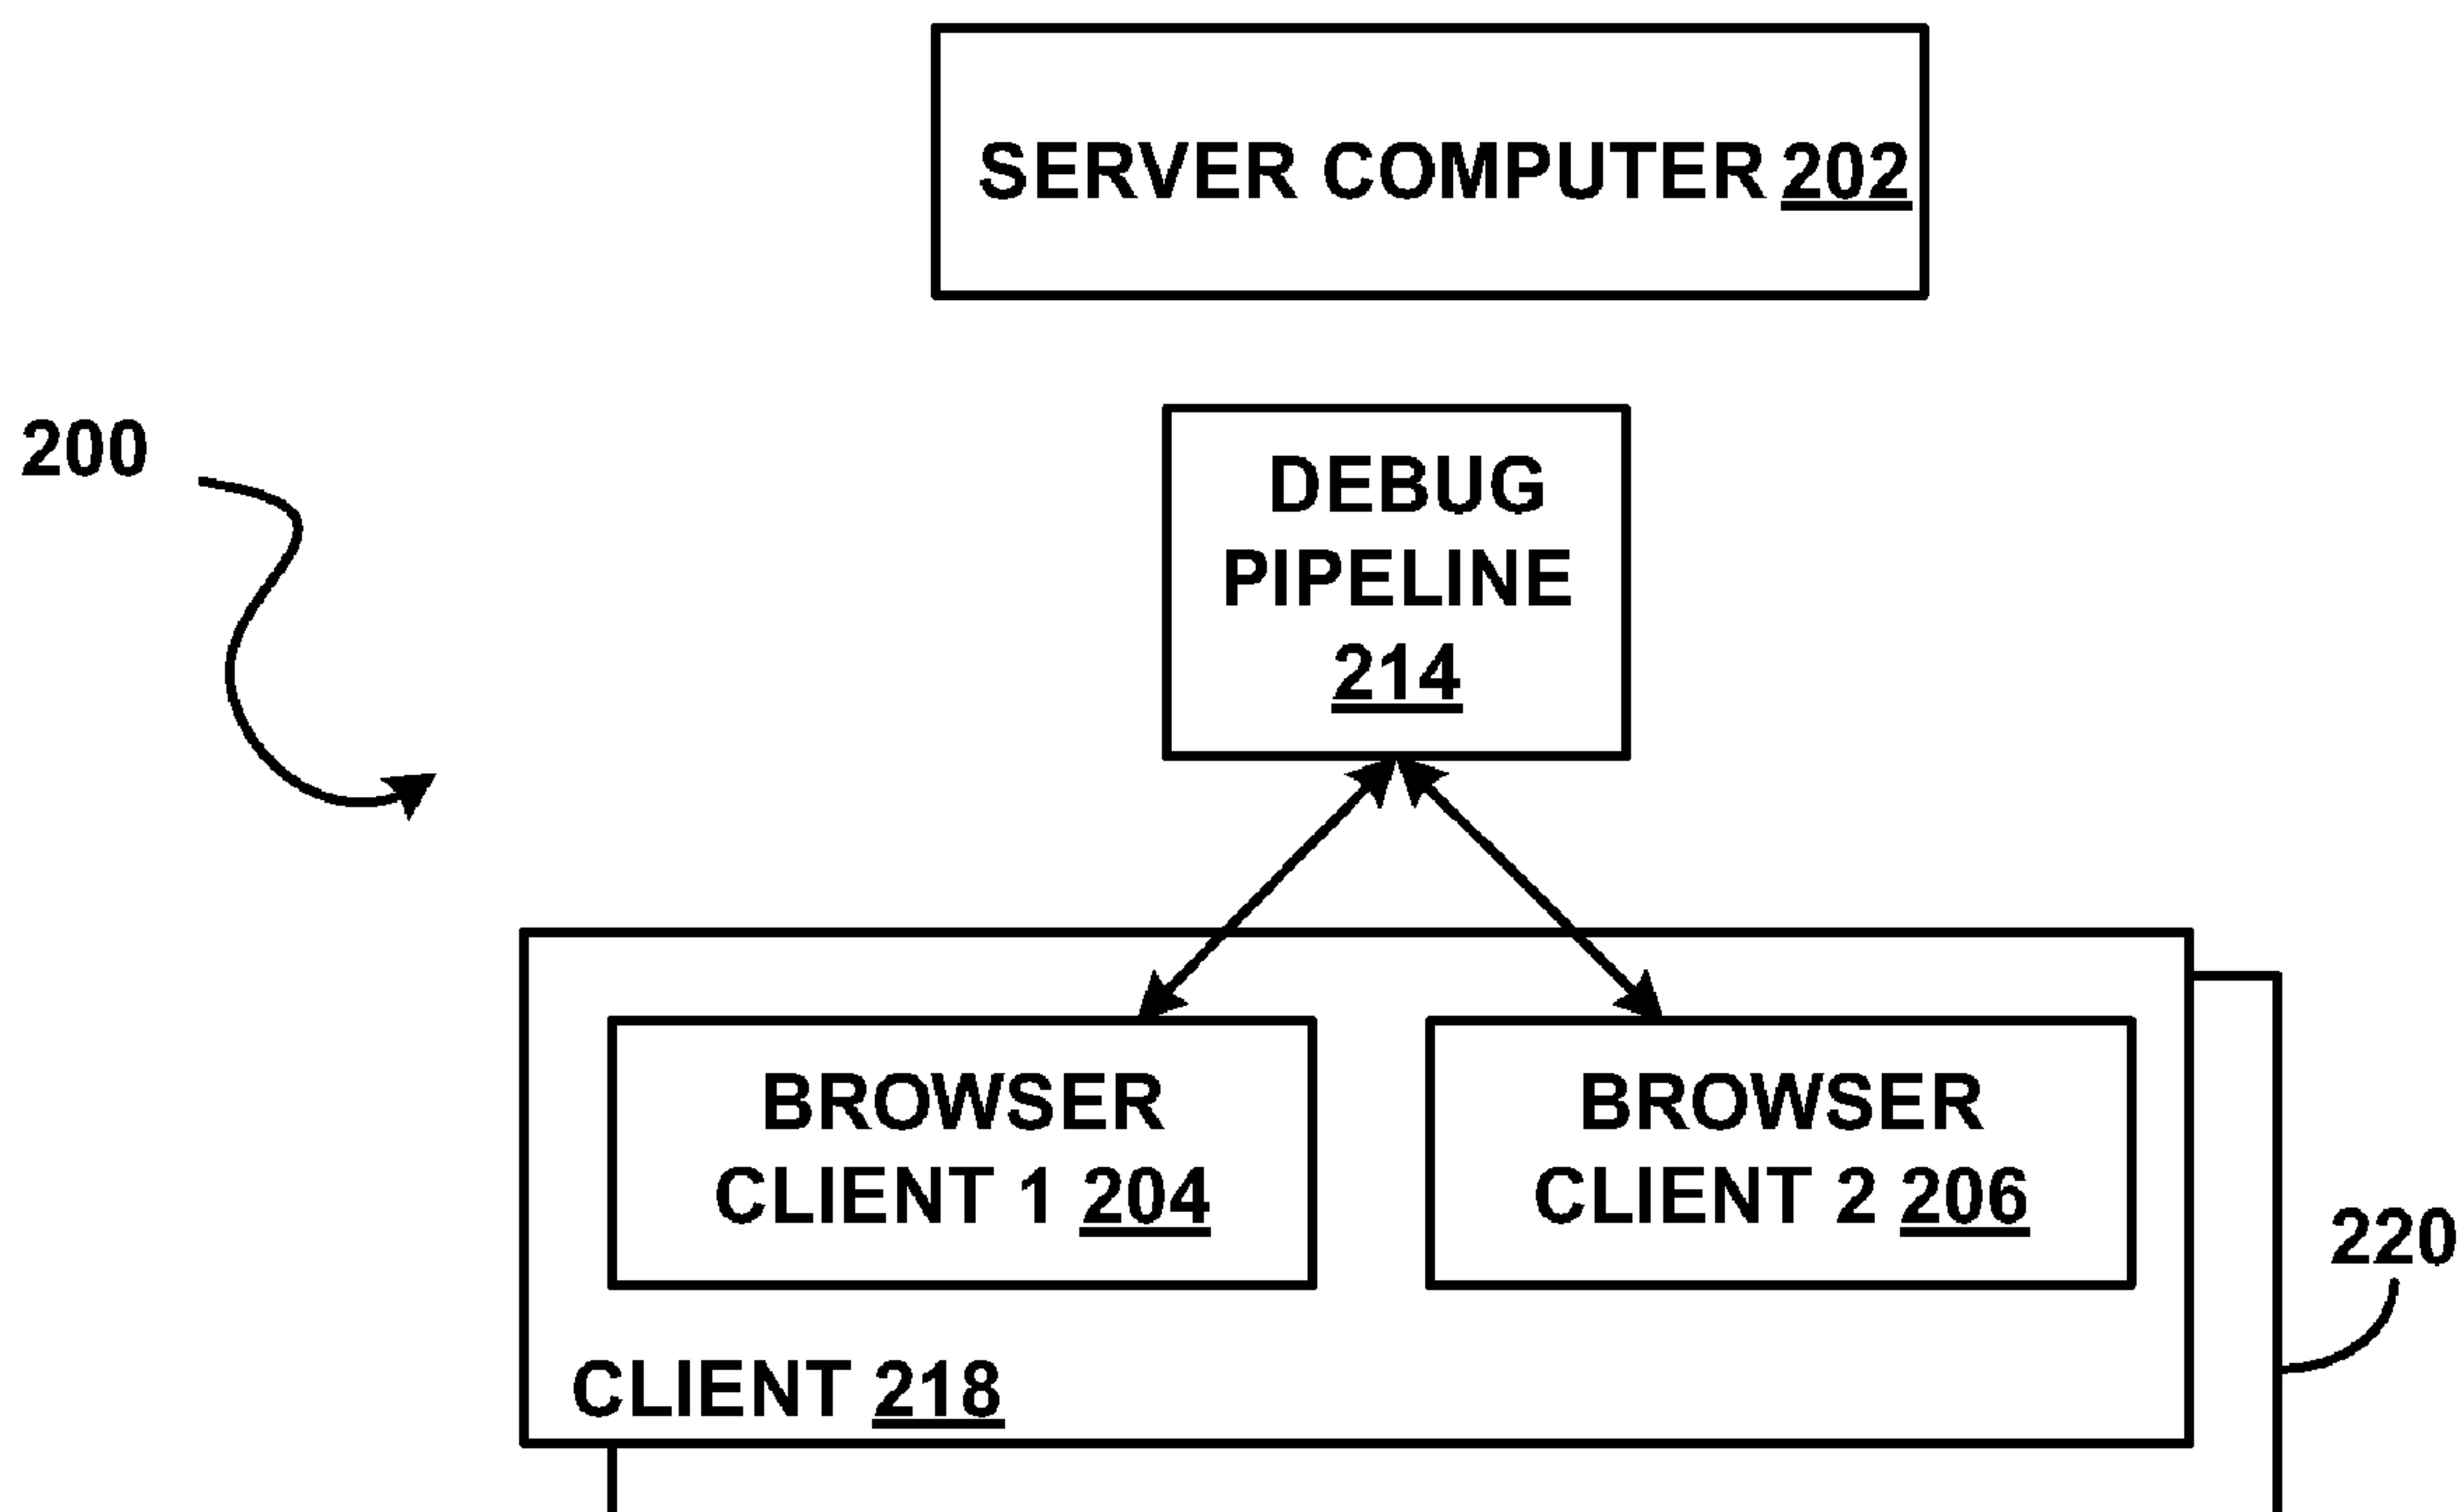 SERVER COMPUTER 202
200
DEBUG
PIPELINE
214
BROWSER
CLIENT 1 204
BROWSER
CLIENT 2 206
220
CLIENT 218